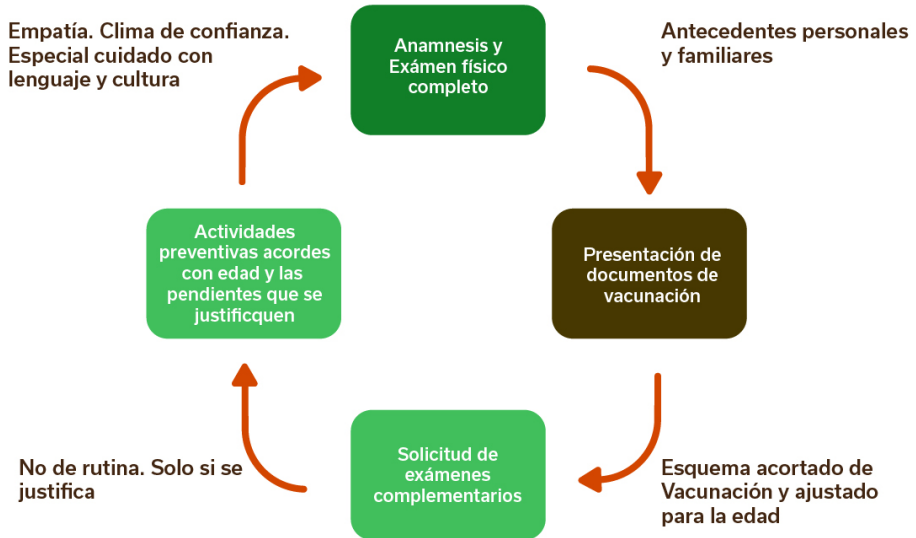 Empatía. Clima de confianza.
Especial cuidado con
lenguaje y cultura
Anamnesis y
Exámen físico
completo
Antecedentes personales
y familiares
Actividades
preventivas acordes
con edad y las
pendientes que se
justificquen
Presentación de
documentos de
vacunación
No de rutina. Solo si se
justifica
Solicitud de
exámenes
complementarios
Esquema acortado de
Vacunación y ajustado
para la edad